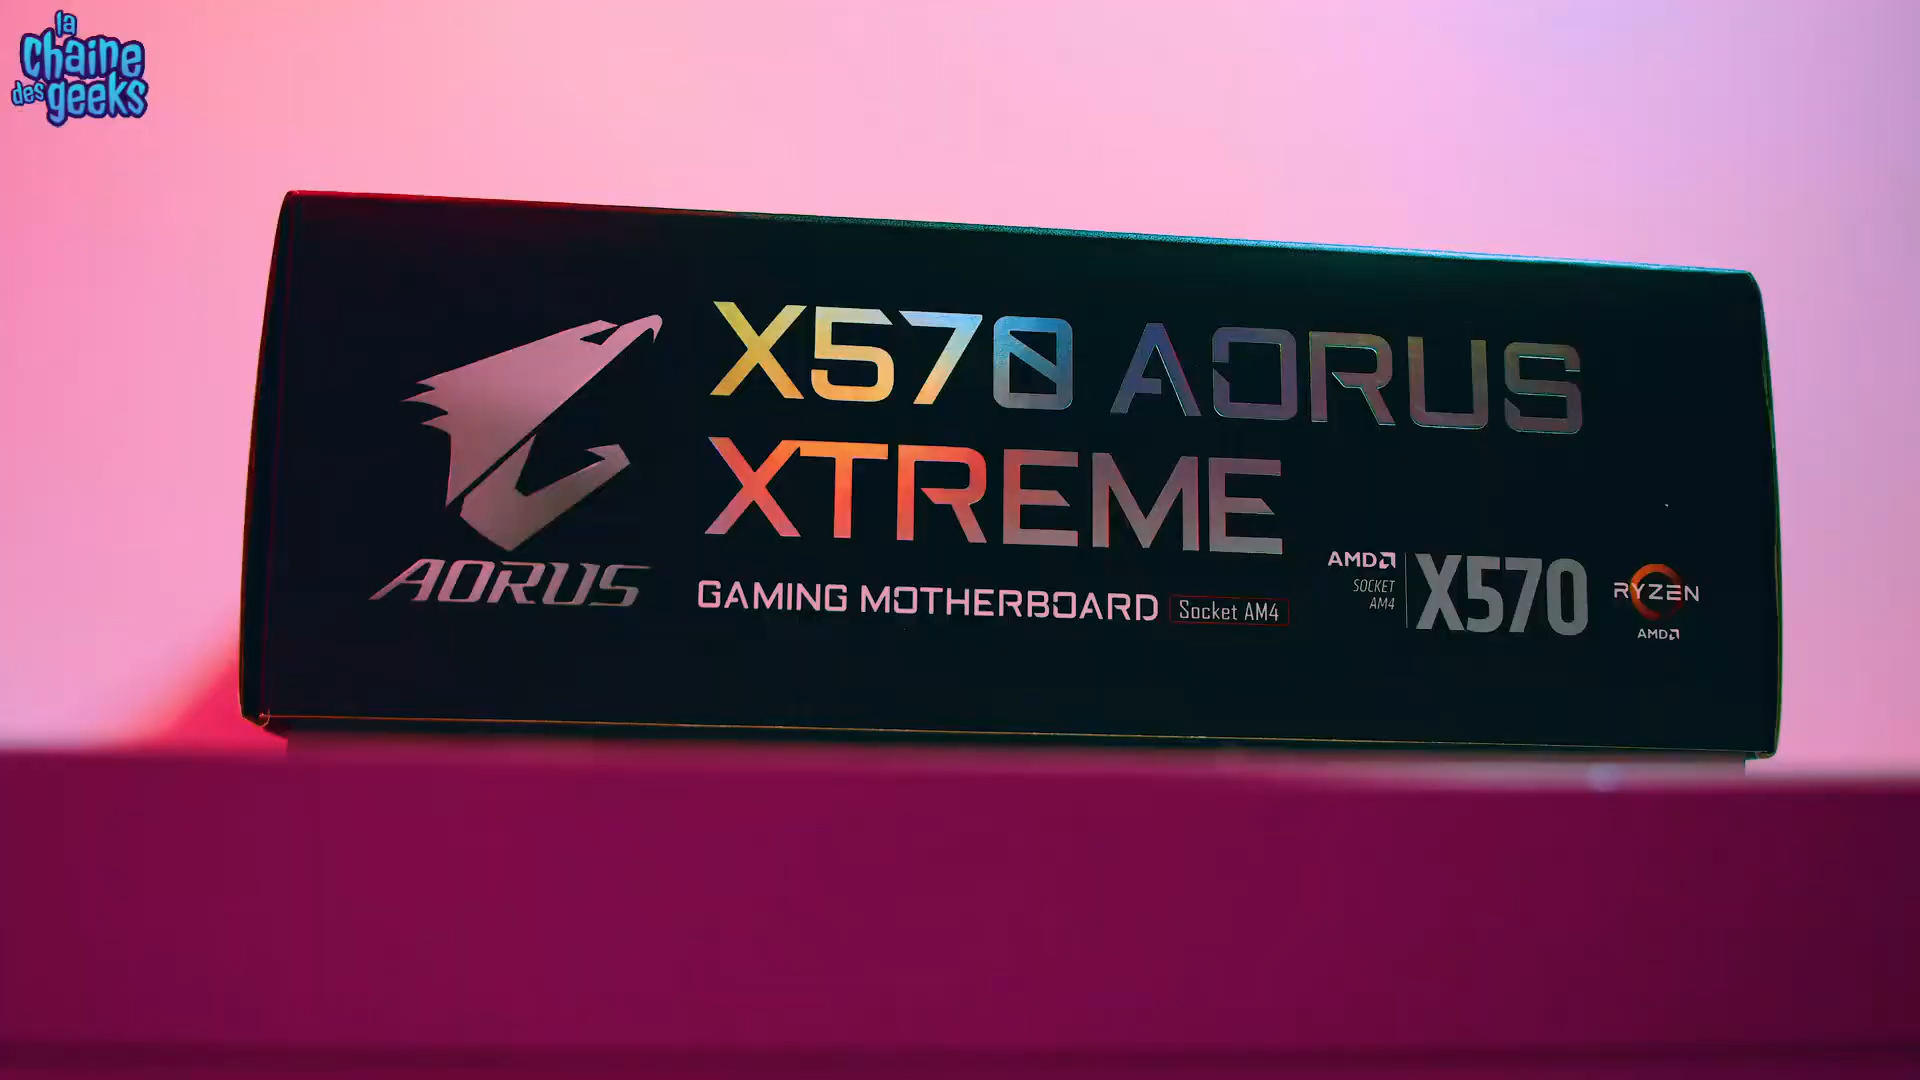 la
Chaine
des geeks
X570 AORUS
XTREME
AORUS
GAMING MOTHERBOARD Socket AM4
AMD
SOCKET
AM4
X570
RYZEN
AMD